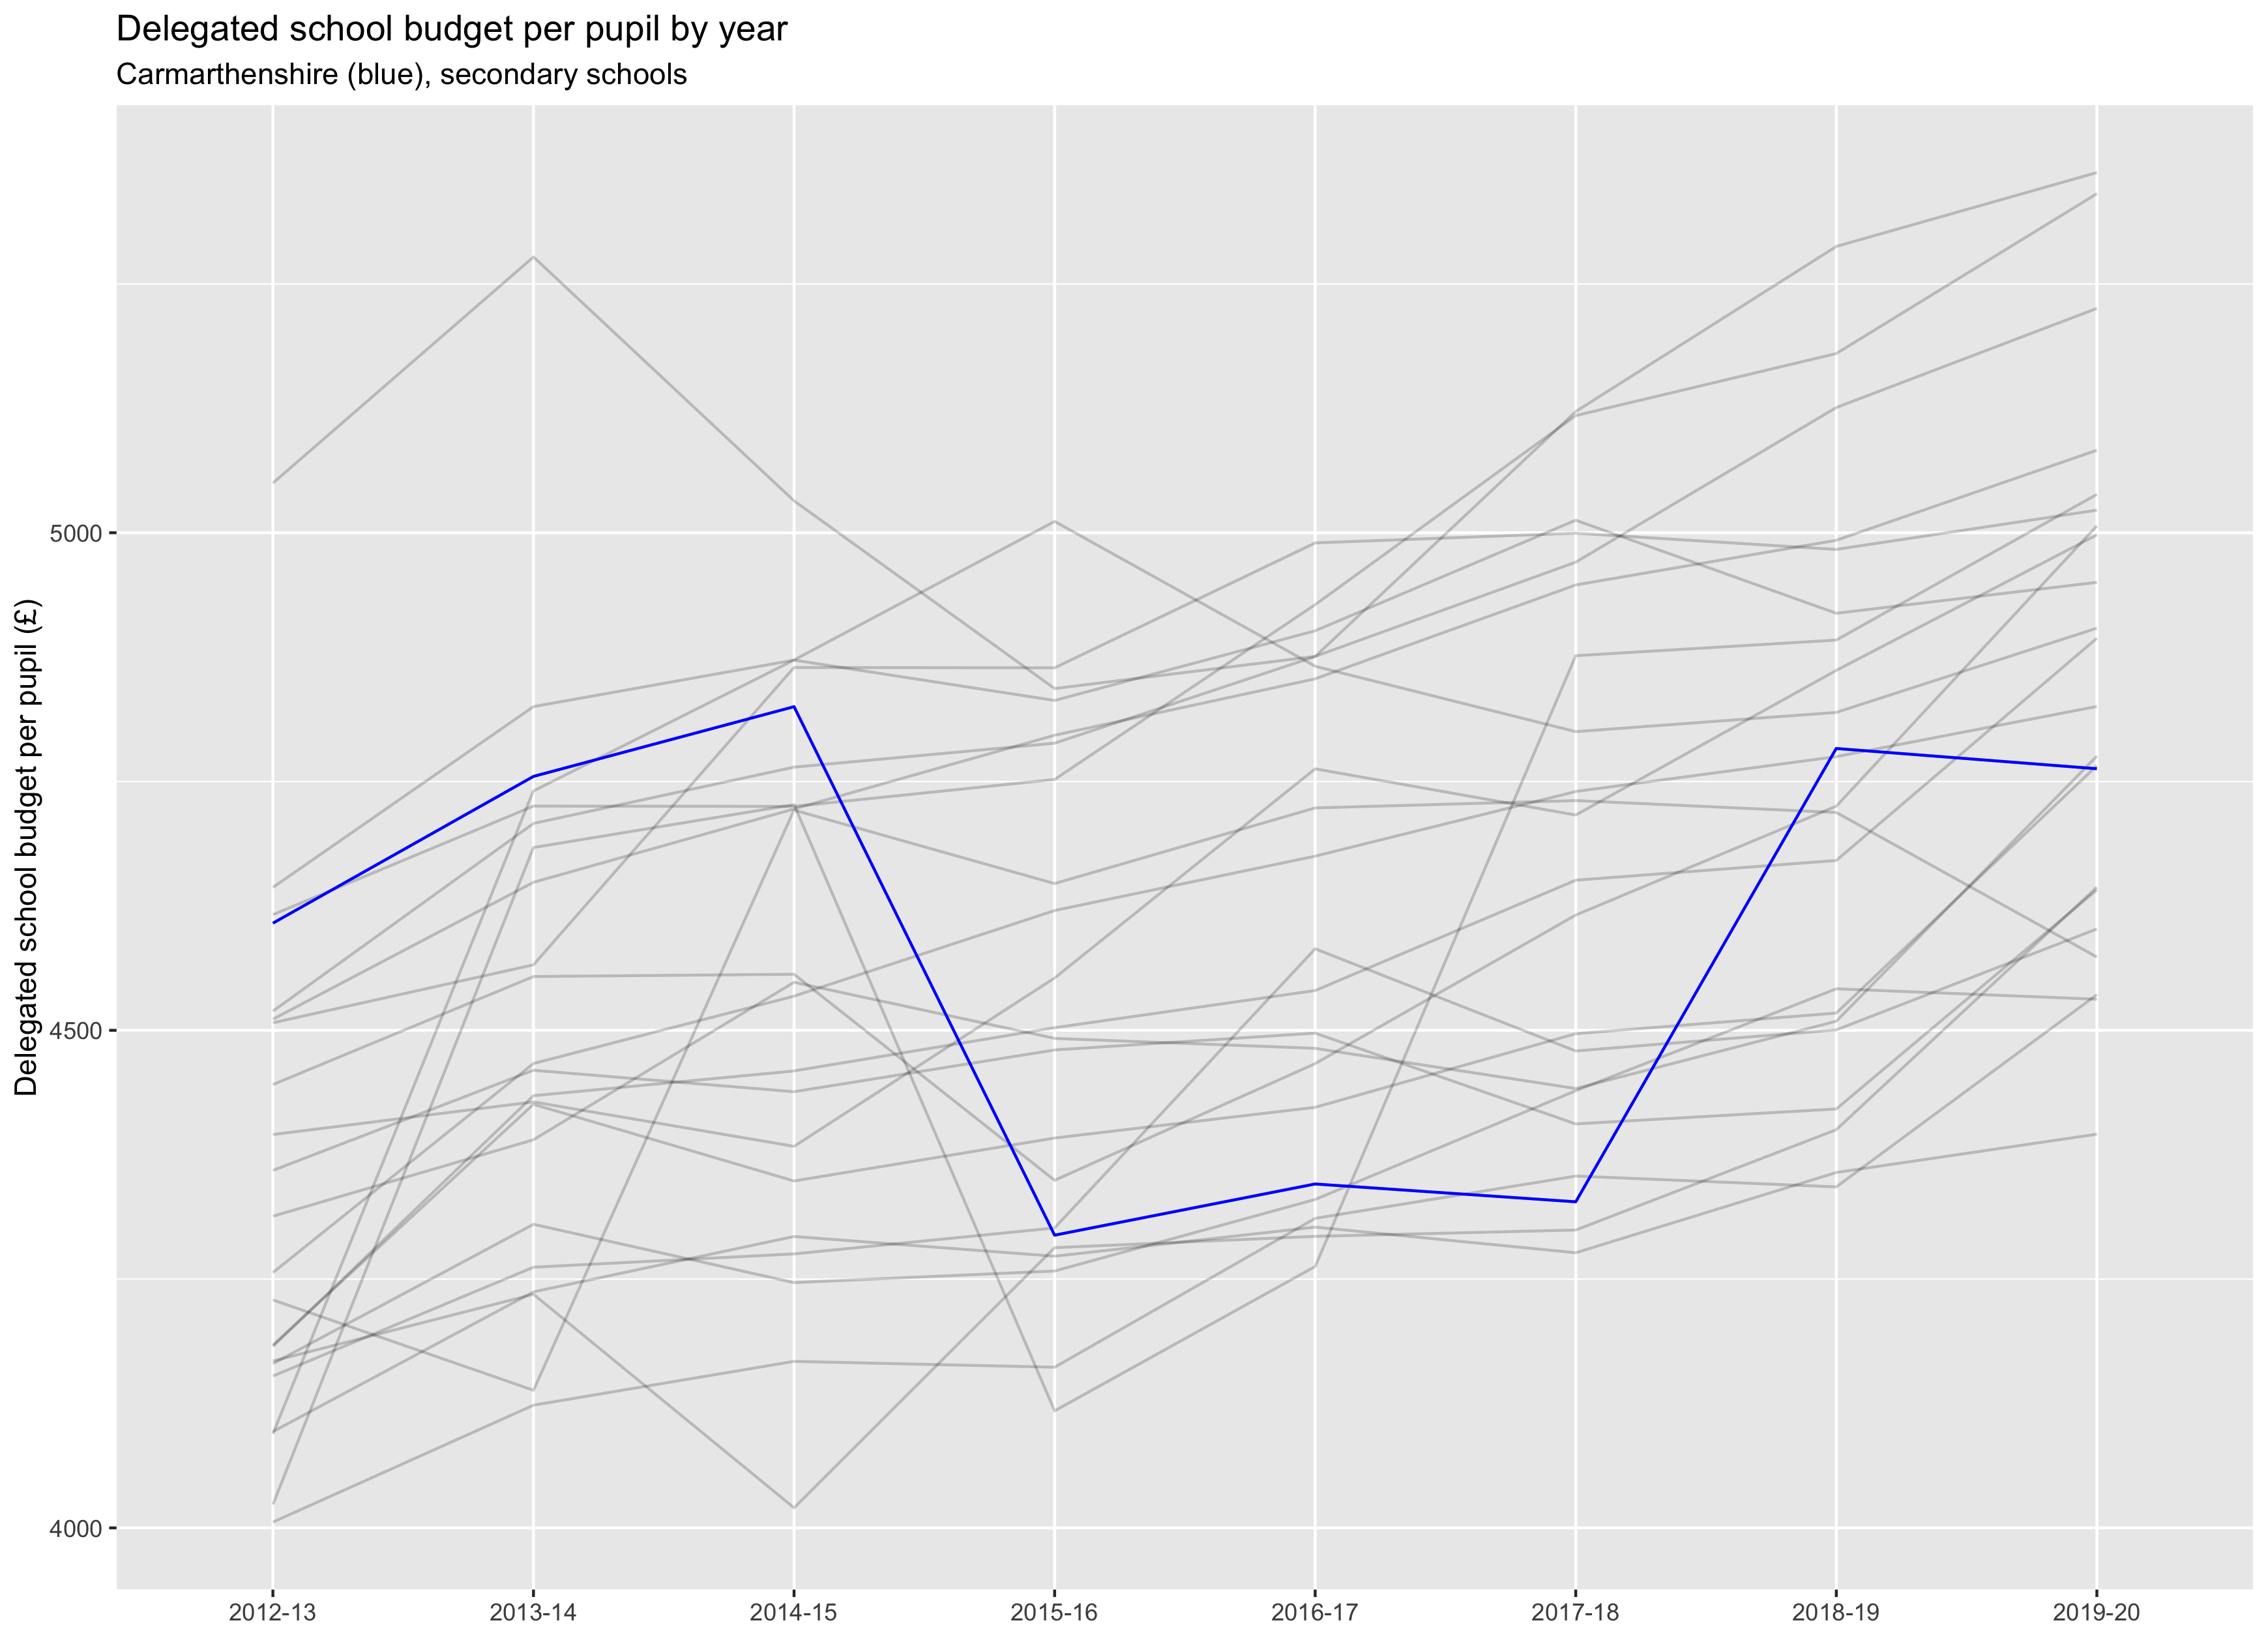 Delegated school budget per pupil by year
Carmarthenshire (blue), secondary schools
Delegated school budget per pupil (£)
5000
4500
4000
2012-13 2013-14 2014-15 2015-16 2016-17 2017-18 2018-19 2019-20